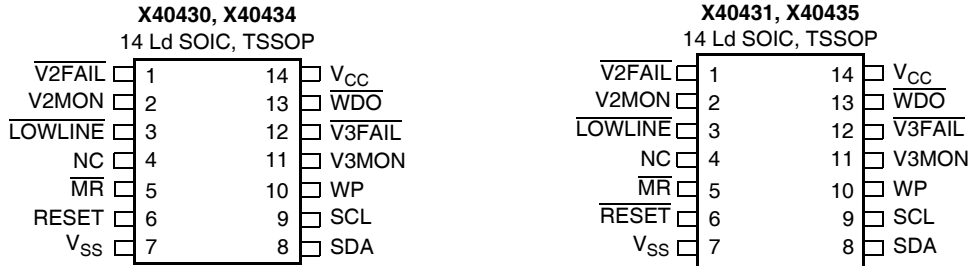 X40430, X40434
14 Ld SOIC, TSSOP
V2FAIL 1 14 VCC
V2MON 2 13 WDO
LOWLINE 3 12 V3FAIL
NC 4 11 V3MON
MR 5 10 WP
RESET 6 9 SCL
VSS 7 8 SDA
X40431, X40435
14 Ld SOIC, TSSOP
V2FAIL 1 14 VCC
V2MON 2 13 WDO
LOWLINE 3 12 V3FAIL
NC 4 11 V3MON
MR 5 10 WP
RESET 6 9 SCL
VSS 7 8 SDA